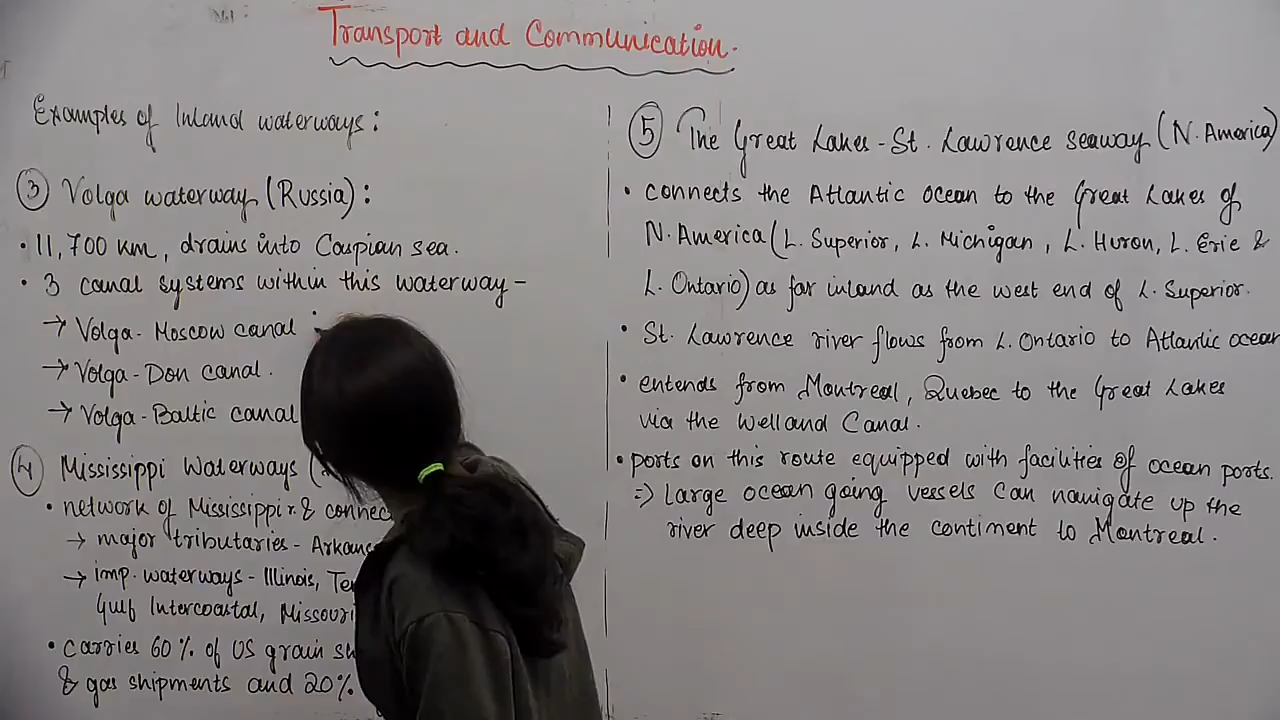 Transport and Communication.
Examples of Inland waterways:
③ Volga waterway (Russia):
• 11,700 km, drains into Caspian sea.
• 3 canal systems within this waterway -
→ Volga-Moscow canal
→ Volga-Don canal.
→ Volga-Baltic canal
④ Mississippi Waterways (
• network of Mississippi r. &
→ major tributaries -
→ imp. waterways - Illinois,
Gulf Intercoastal, Missouri
• carries 60% of US grain
& gas shipments and 20%
⑤ The Great Lakes - St. Lawrence seaway (N. America)
• connects the Atlantic ocean to the Great Lakes of
N. America (L. Superior, L. Michigan, L. Huron, L. Erie &
L. Ontario) as far inland as the west end of L. Superior.
• St. Lawrence river flows from L. Ontario to Atlantic ocean
• entends from Montreal, Quebec to the Great Lakes
via the Welland Canal.
• ports on this route equipped with facilities of ocean ports.
⇒ Large ocean going vessels can navigate up the
river deep inside the contiment to Montreal.